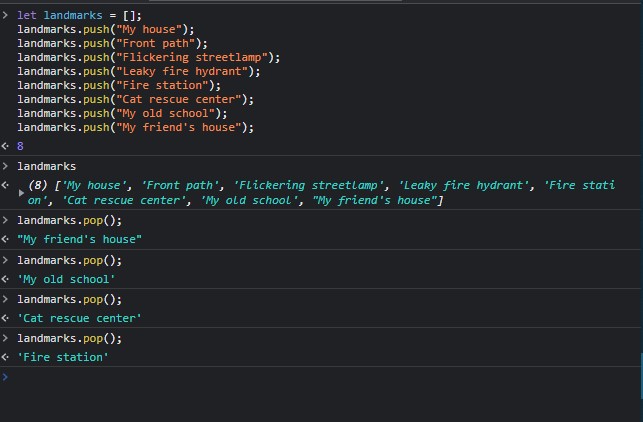 > let landmarks = [];
landmarks.push("My house");
landmarks.push("Front path");
landmarks.push("Flickering streetlamp");
landmarks.push("Leaky fire hydrant");
landmarks.push("Fire station");
landmarks.push("Cat rescue center");
landmarks.push("My old school");
landmarks.push("My friend's house");
8
> landmarks
(8) ['My house', 'Front path', 'Flickering streetlamp', 'Leaky fire hydrant', 'Fire stati
on', 'Cat rescue center', 'My old school', "My friend's house"]
> landmarks.pop();
"My friend's house"
> landmarks.pop();
'My old school'
> landmarks.pop();
'Cat rescue center'
> landmarks.pop();
'Fire station'
>